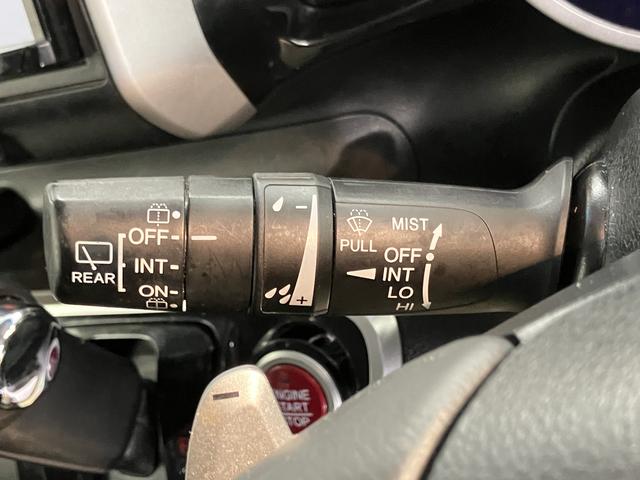 OFF
INT
ON
REAR
−
+
PULL
MIST
OFF
INT
LO
HI
ENGINE
START
STOP
−